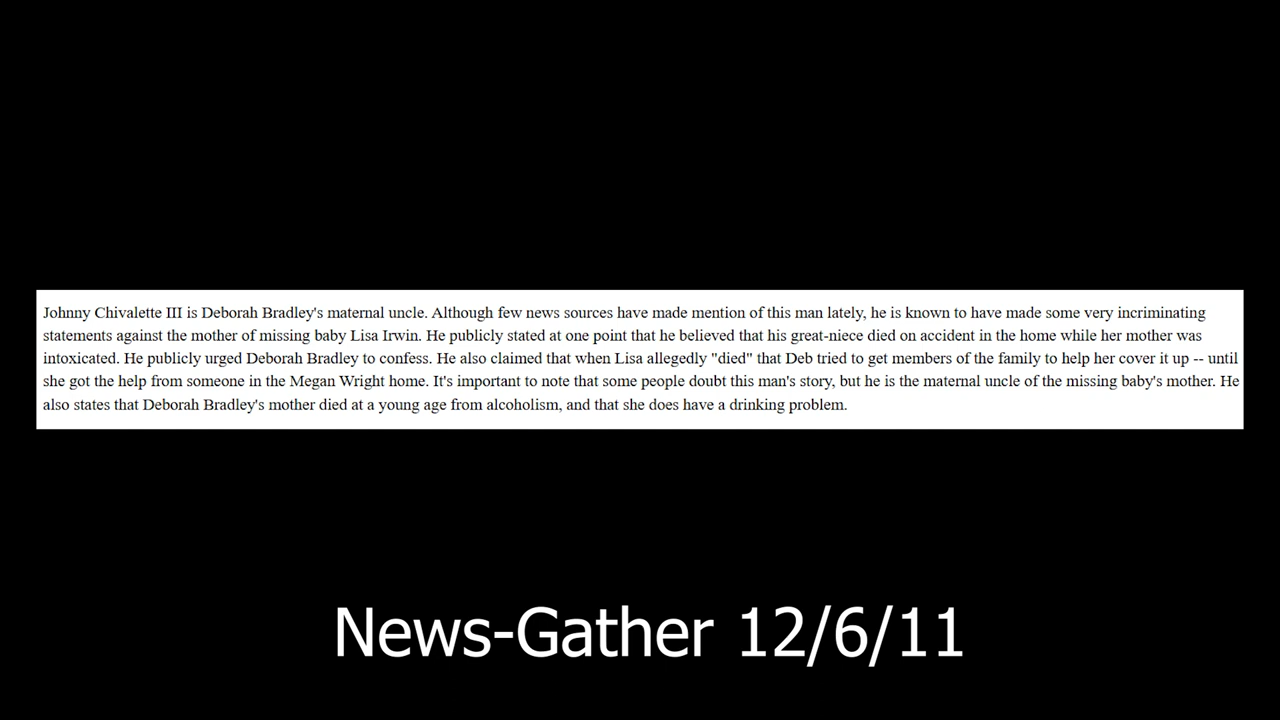 Johnny Chivalette III is Deborah Bradley's maternal uncle. Although few news sources have made mention of this man lately, he is known to have made some very incriminating
statements against the mother of missing baby Lisa Irwin. He publicly stated at one point that he believed that his great-niece died on accident in the home while her mother was
intoxicated. He publicly urged Deborah Bradley to confess. He also claimed that when Lisa allegedly "died" that Deb tried to get members of the family to help her cover it up -- until
she got the help from someone in the Megan Wright home. It's important to note that some people doubt this man's story, but he is the maternal uncle of the missing baby's mother. He
also states that Deborah Bradley's mother died at a young age from alcoholism, and that she does have a drinking problem.
News-Gather 12/6/11